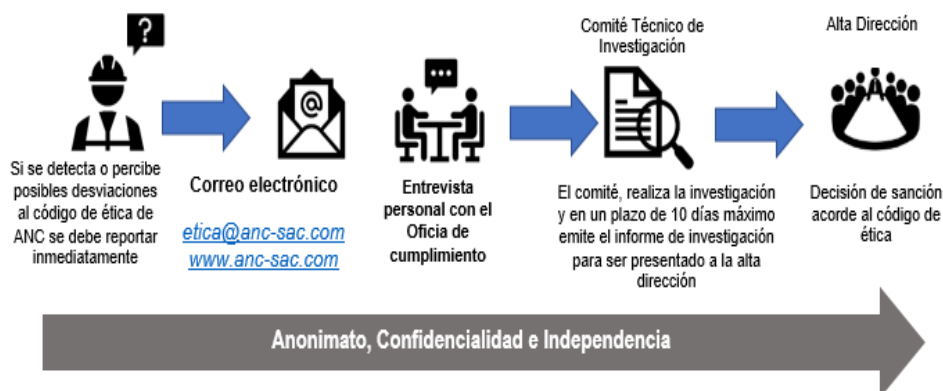 ?
Si se detecta o percibe
posibles desviaciones
al código de ética de
ANC se debe reportar
inmediatamente
@
Correo electrónico
etica@anc-sac.com
www.anc-sac.com
Entrevista
personal con el
Oficia de
cumplimiento
Comité Técnico de
Investigación
El comité, realiza la investigación
y en un plazo de 10 días máximo
emite el informe de investigación
para ser presentado a la alta
dirección
Alta Dirección
Decisión de sanción
acorde al código de
ética
Anonimato, Confidencialidad e Independencia